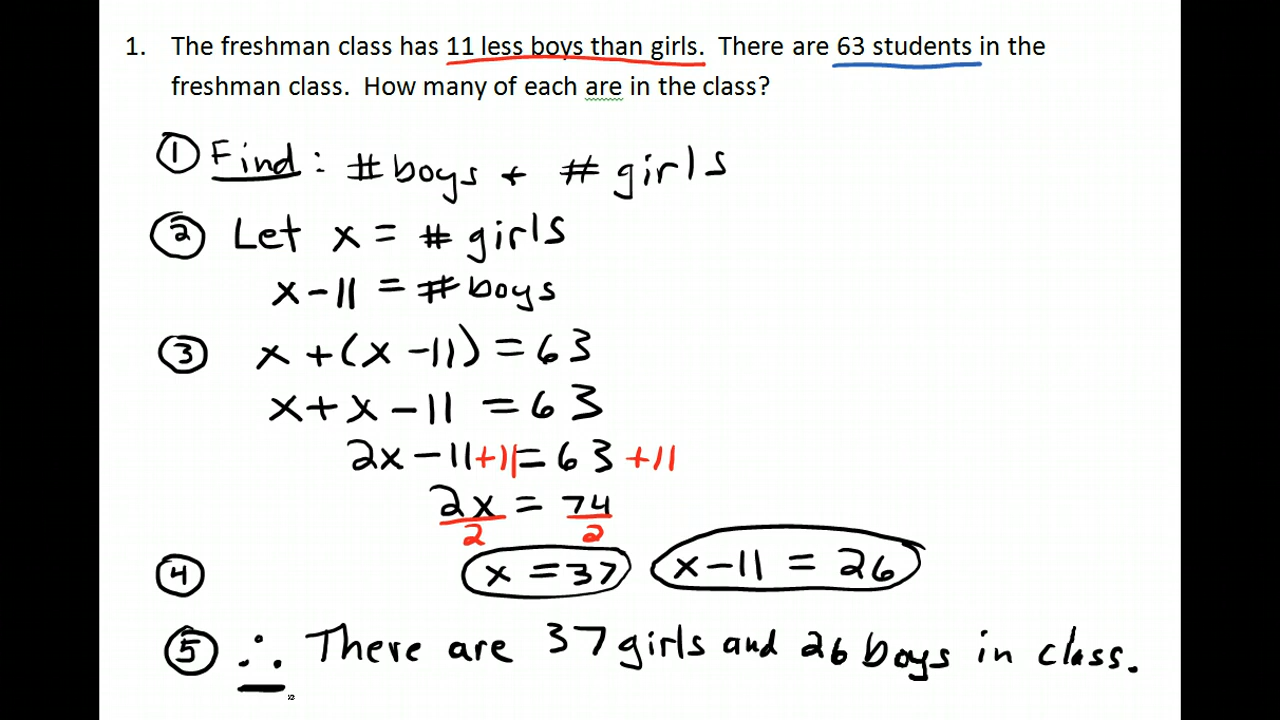 1. The freshman class has 11 less boys than girls. There are 63 students in the
freshman class. How many of each are in the class?
① Find: #boys + #girls
② Let x = # girls
x-11 = #boys
③ x+(x-11)=63
x+x-11 =63
2x-11+11=63+11
2x/2 = 74/2
④ x=37 x-11 = 26
⑤ ∴ There are 37 girls and 26 boys in class.